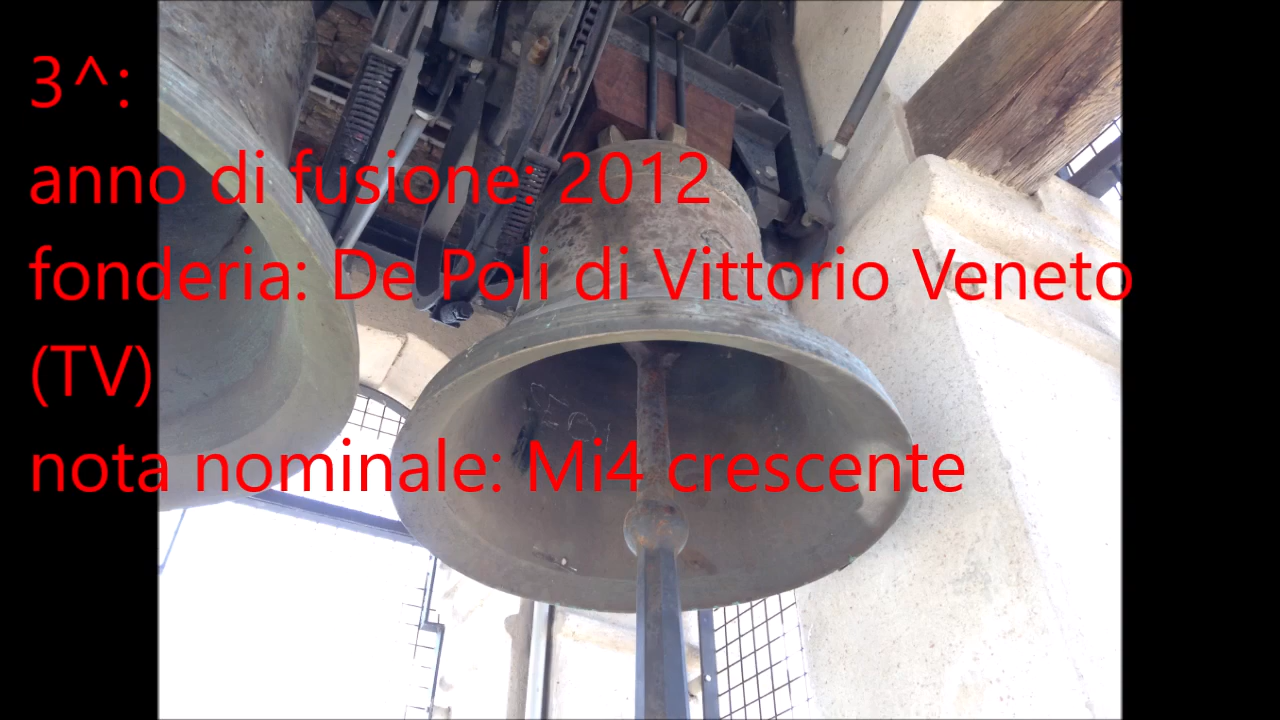 3^:
anno di fusione: 2012
fonderia: De Poli di Vittorio Veneto
(TV)
nota nominale: Mi4 crescente